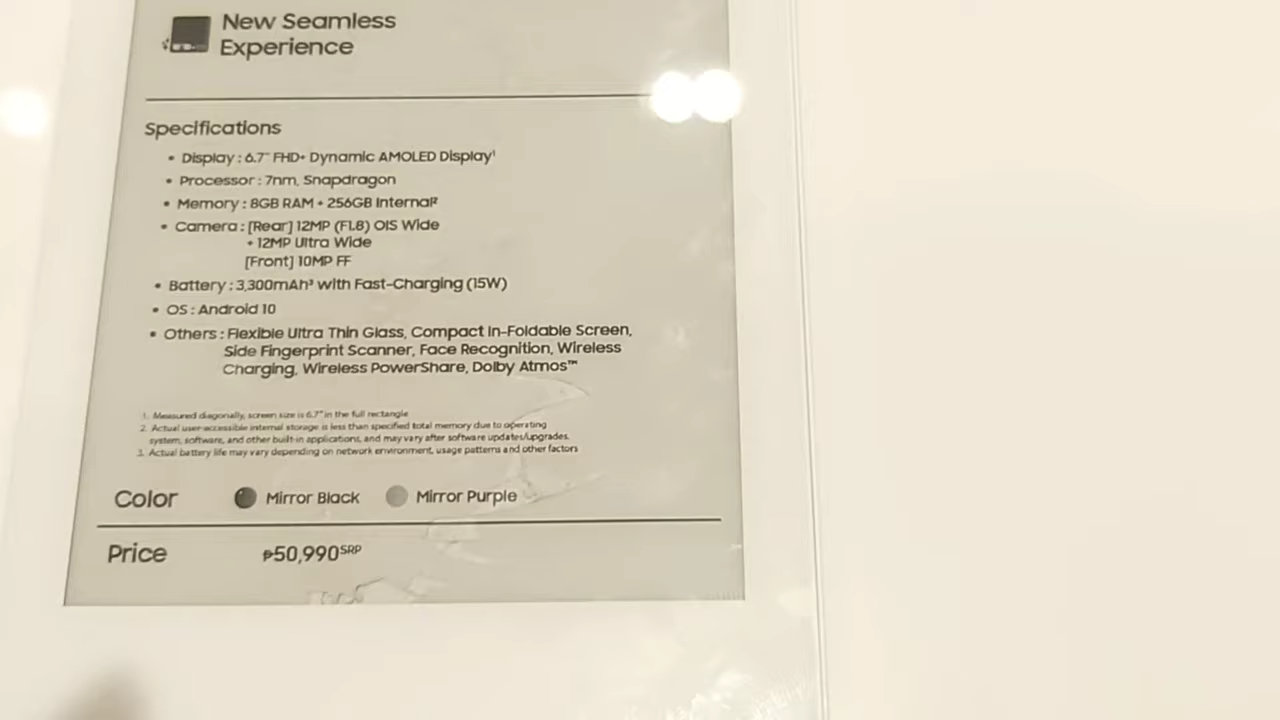 New Seamless
Experience
Specifications
• Display : 6.7" FHD+ Dynamic AMOLED Display¹
• Processor : 7nm, Snapdragon
• Memory : 8GB RAM + 256GB Internal²
• Camera : [Rear] 12MP (F1.8) OIS Wide
+ 12MP Ultra Wide
[Front] 10MP FF
• Battery : 3,300mAh³ with Fast-Charging (15W)
• OS : Android 10
• Others : Flexible Ultra Thin Glass, Compact In-Foldable Screen,
Side Fingerprint Scanner, Face Recognition, Wireless
Charging, Wireless PowerShare, Dolby Atmos™
1. Measured diagonally, screen size is 6.7" in the full rectangle
2. Actual user-accessible internal storage is less than specified total memory due to operating
system, software, and other built-in applications, and may vary after software updates/upgrades.
3. Actual battery life may vary depending on network environment, usage patterns and other factors
Color Mirror Black Mirror Purple
Price ₱50,990 SRP